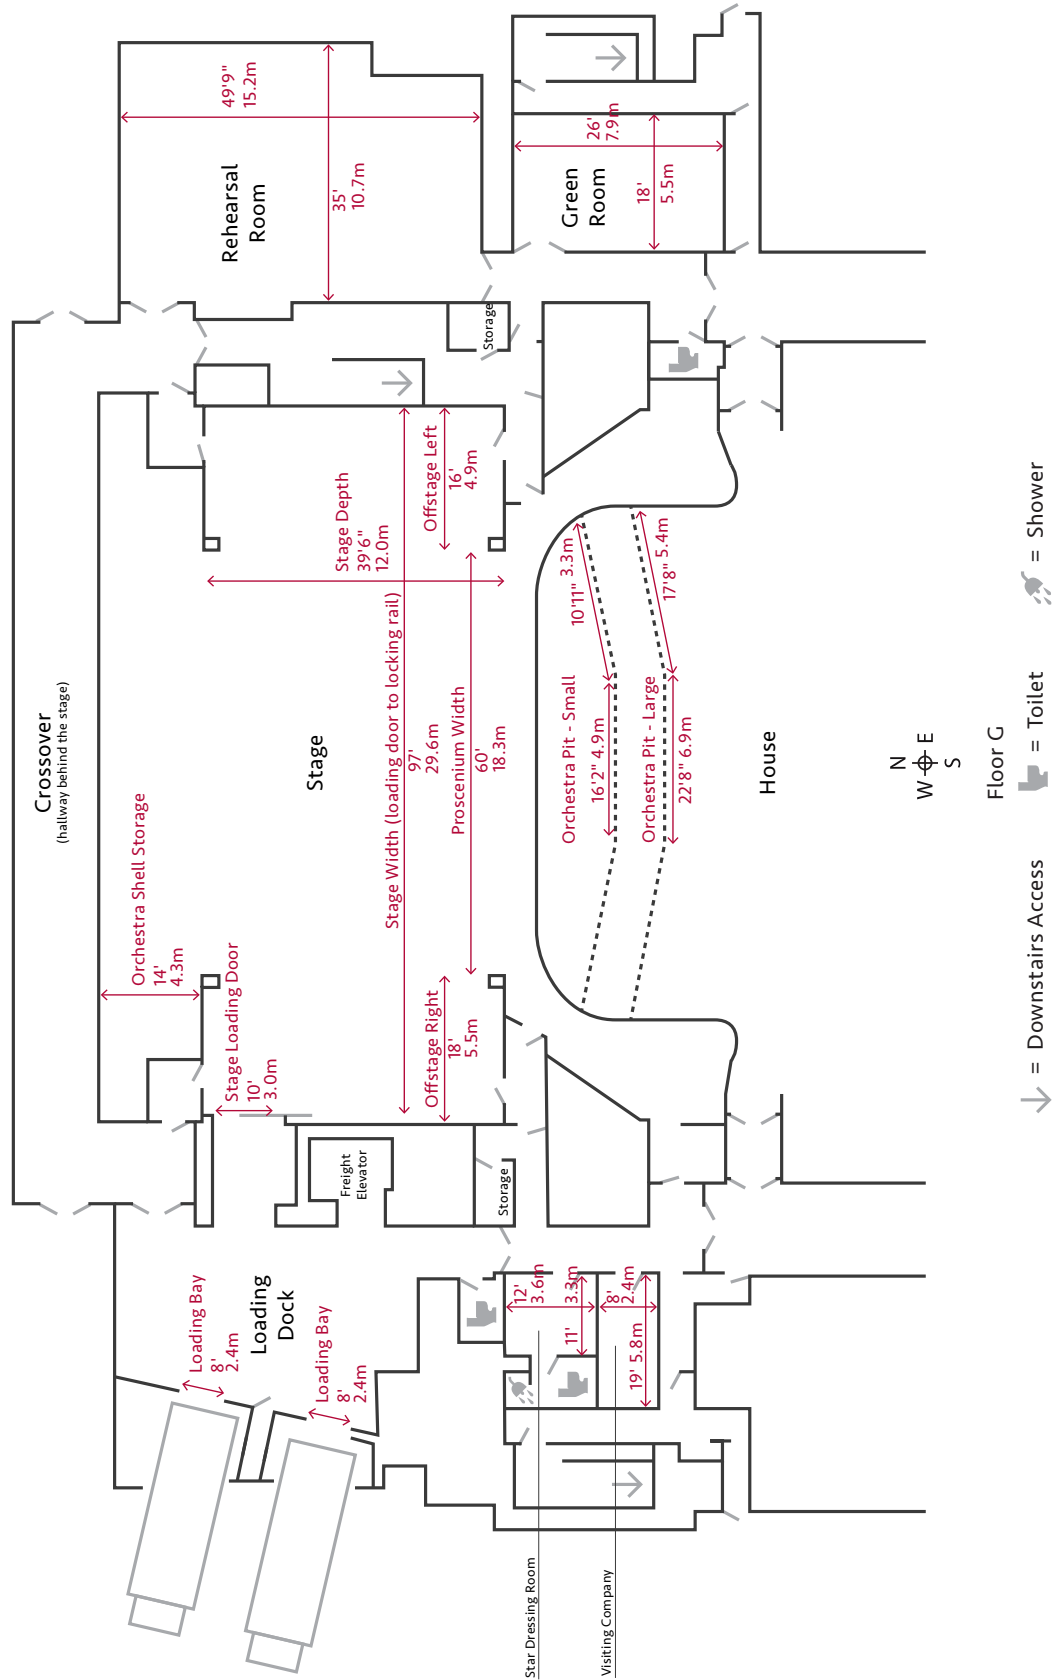 Crossover
(hallway behind the stage)
49'9"
15.2m
Rehearsal
Room
35'
10.7m
26'
7.9m
Green
Room
18'
5.5m
Storage
Orchestra Shell Storage
14'
4.3m
Stage Loading Door
10'
3.0m
Stage
Stage Depth
39'6"
12.0m
Stage Width (loading door to locking rail)
97'
29.6m
Offstage Left
16'
4.9m
Proscenium Width
60'
18.3m
Offstage Right
18'
5.5m
Freight
Elevator
Storage
Loading
Dock
Loading Bay
8'
2.4m
Loading Bay
8'
2.4m
10'11" 3.3m
17'8" 5.4m
Orchestra Pit - Small
16'2" 4.9m
Orchestra Pit - Large
22'8" 6.9m
House
12'
3.6m
11'
3.3m
8'
2.4m
19' 5.8m
Star Dressing Room
Visiting Company
N
W E
S
Floor G
= Downstairs Access
= Toilet
= Shower